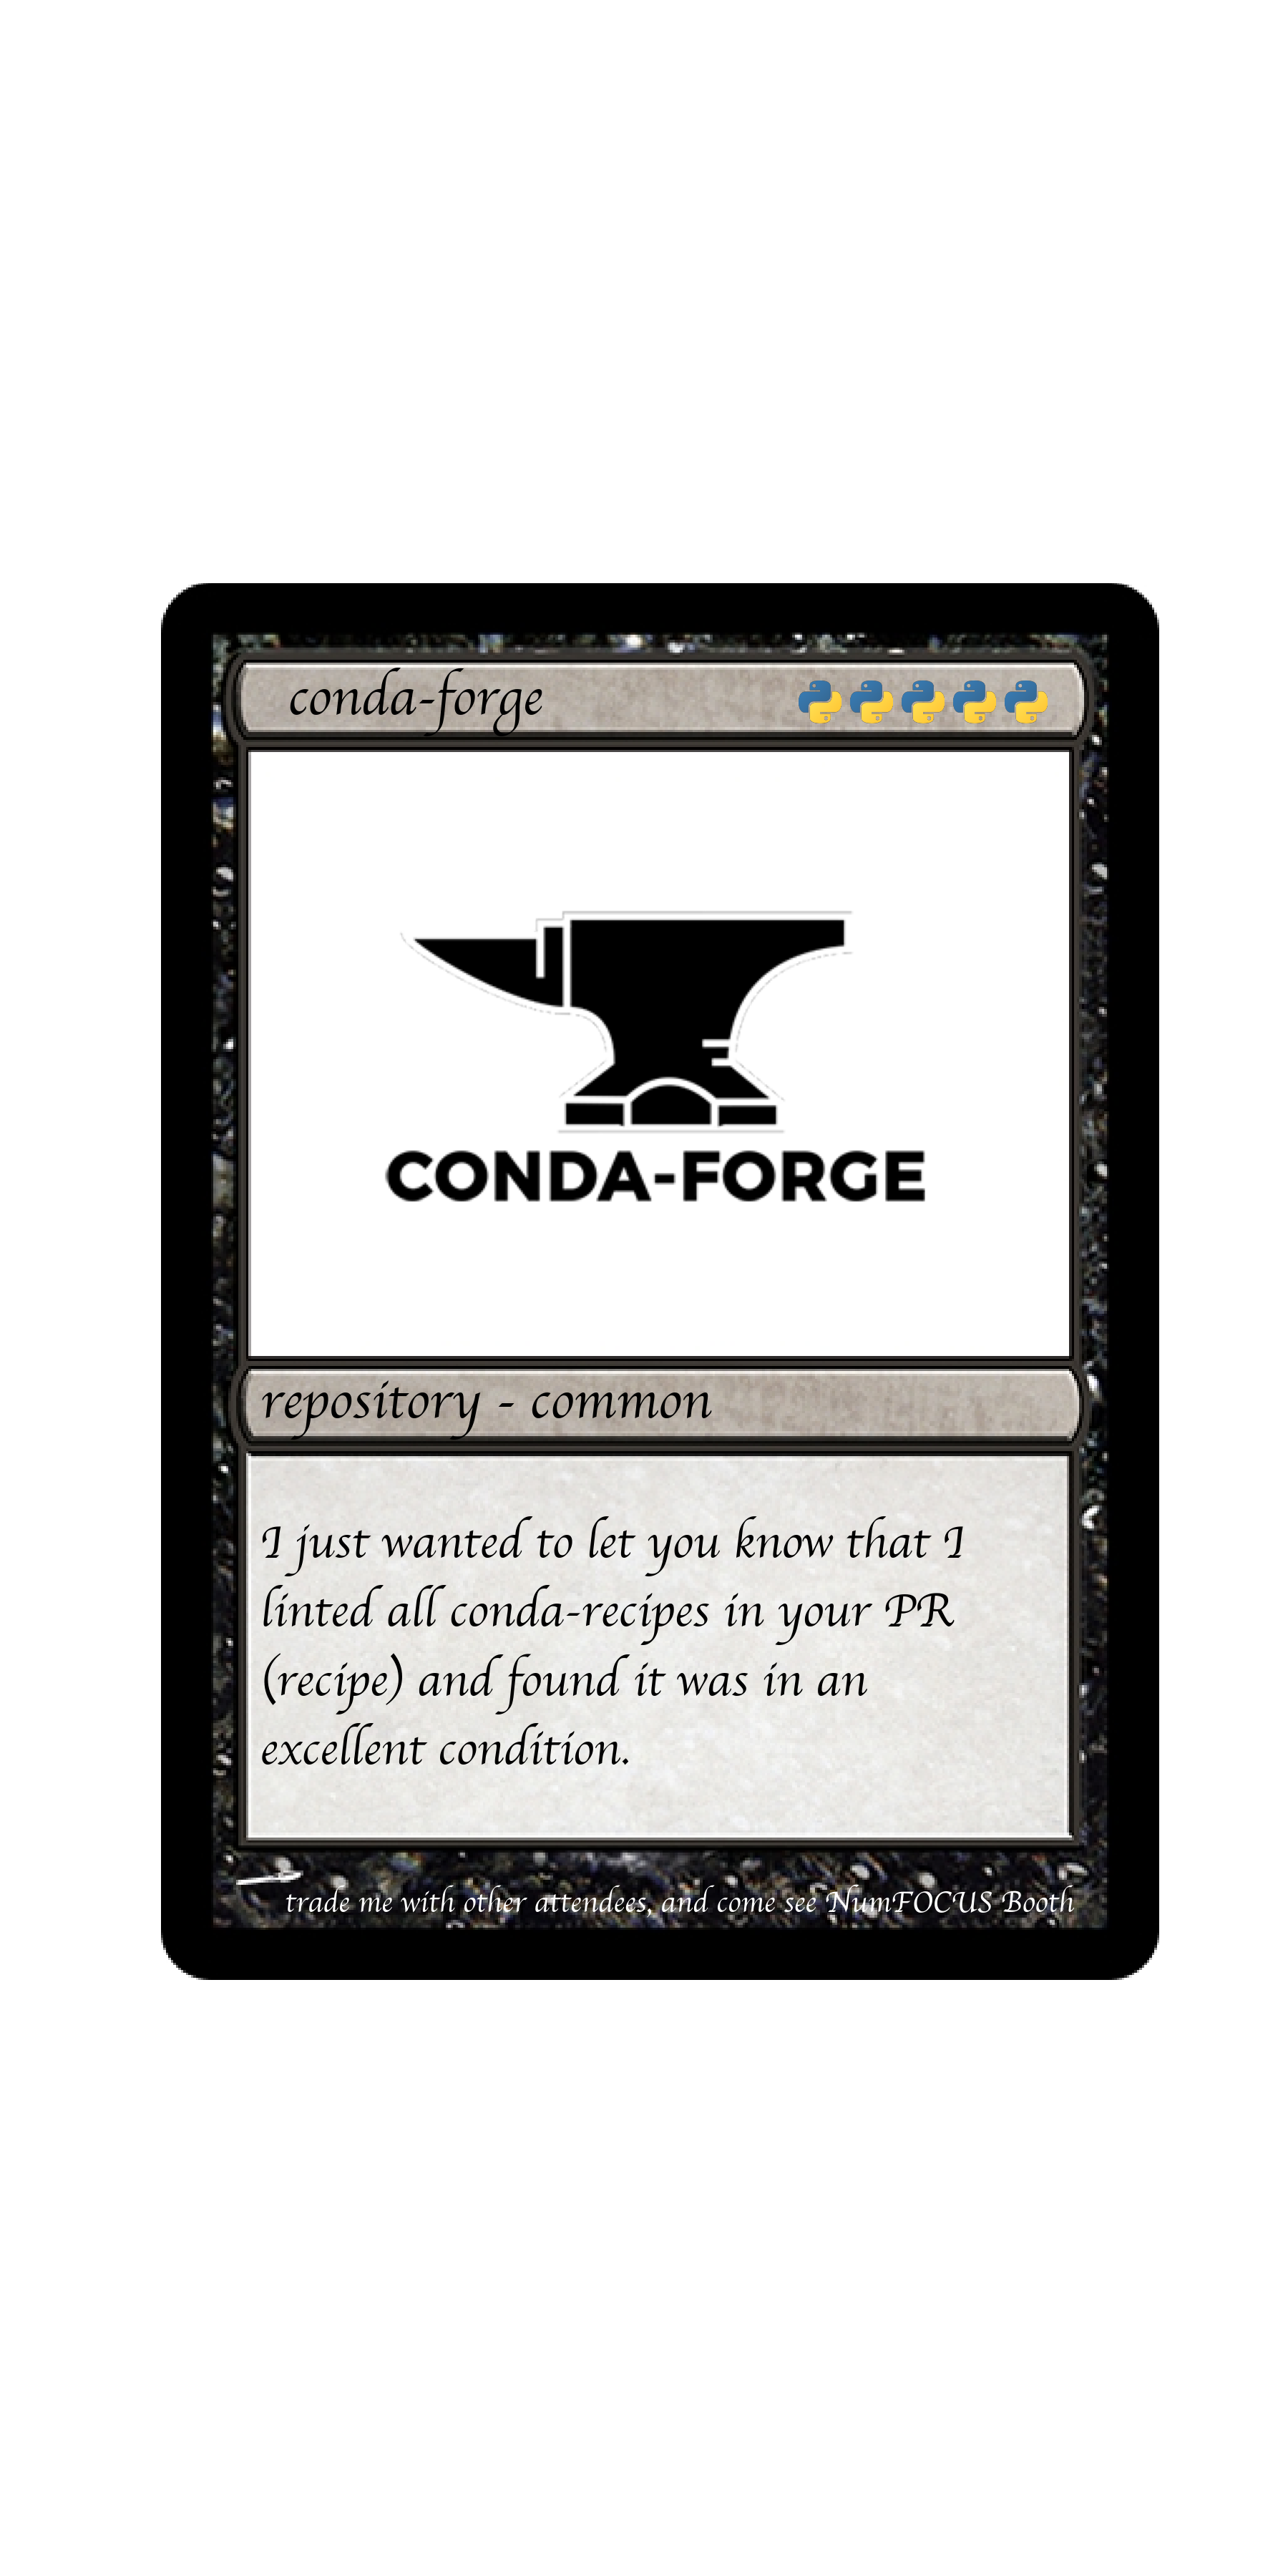 conda-forge
CONDA-FORGE
repository - common
I just wanted to let you know that I
linted all conda-recipes in your PR
(recipe) and found it was in an
excellent condition.
trade me with other attendees, and come see NumFOCUS Booth